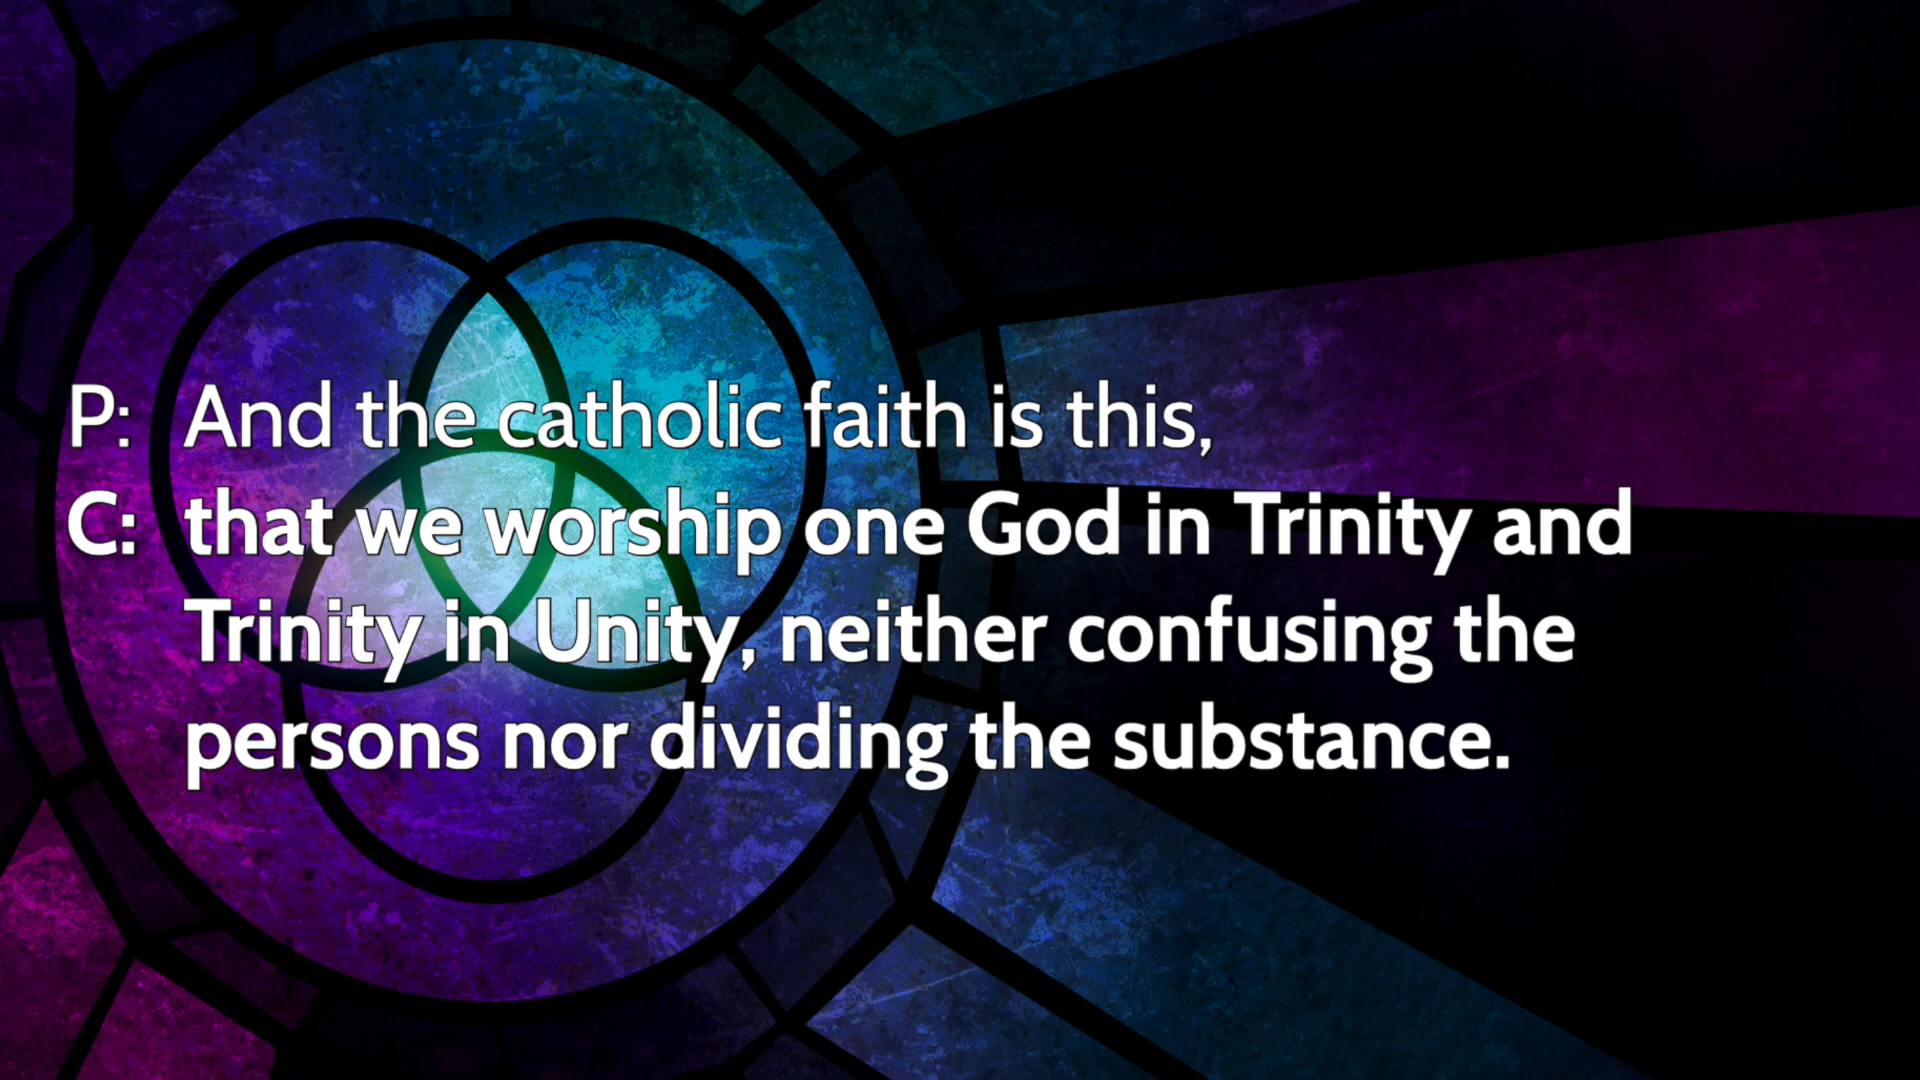 P: And the catholic faith is this,
C: that we worship one God in Trinity and
Trinity in Unity, neither confusing the
persons nor dividing the substance.